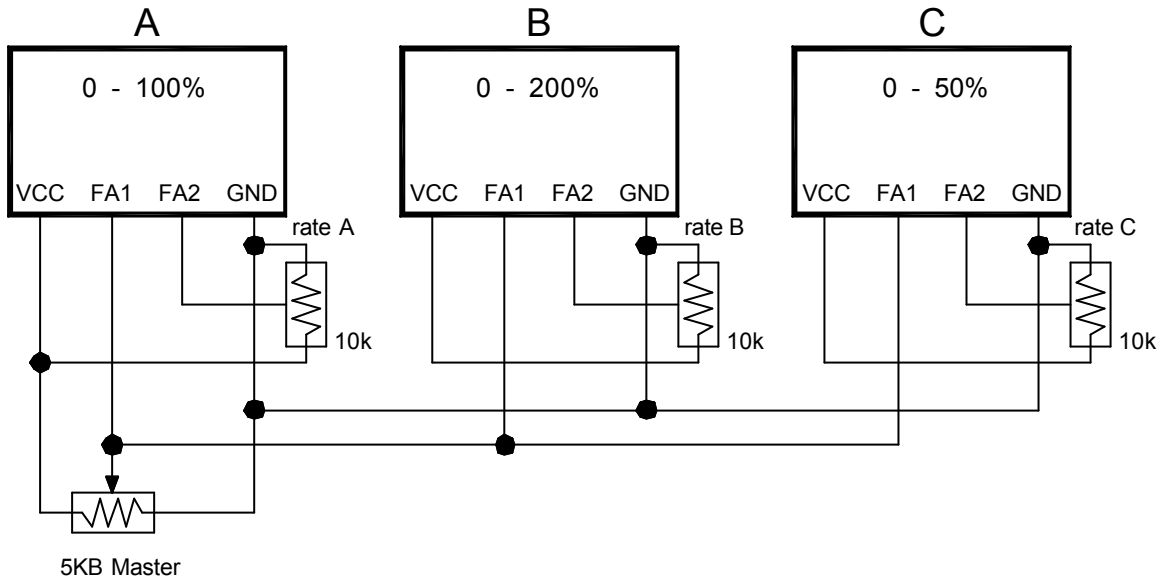 A B C
0 - 100% 0 - 200% 0 - 50%
VCC FA1 FA2 GND VCC FA1 FA2 GND VCC FA1 FA2 GND
rate A rate B rate C
10k 10k 10k
5KB Master